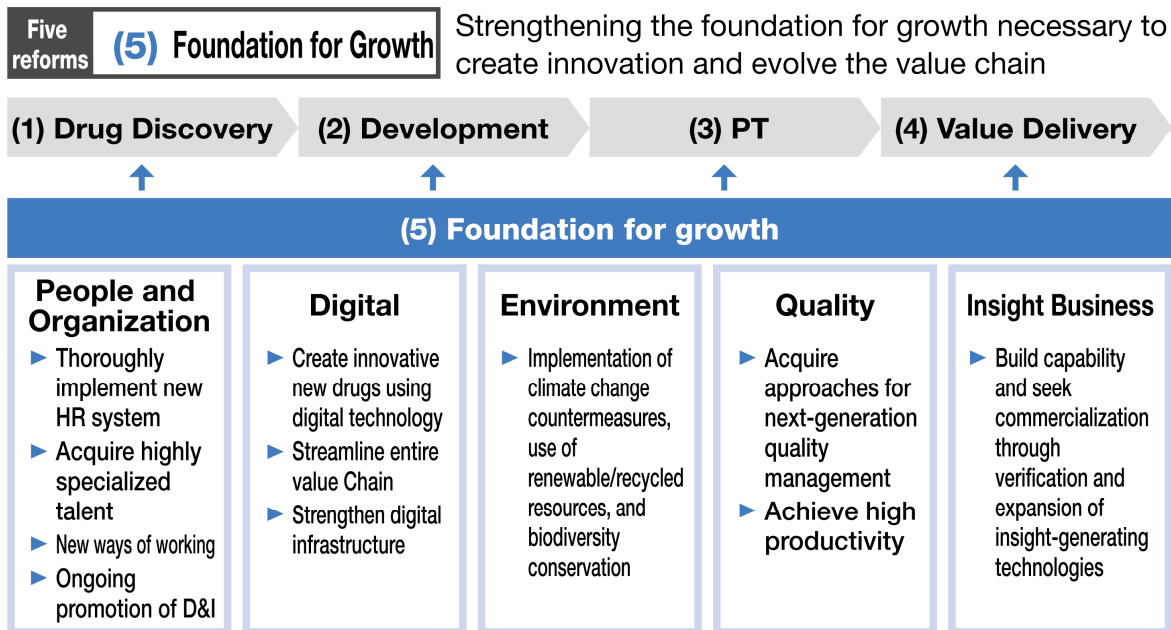 Five
reforms
(5) Foundation for Growth
Strengthening the foundation for growth necessary to
create innovation and evolve the value chain
(1) Drug Discovery
(2) Development
(3) PT
(4) Value Delivery
(5) Foundation for growth
People and
Organization
Thoroughly
implement new
HR system
Acquire highly
specialized
talent
New ways of working
Ongoing
promotion of D&I
Digital
Create innovative
new drugs using
digital technology
Streamline entire
value Chain
Strengthen digital
infrastructure
Environment
Implementation of
climate change
countermeasures,
use of
renewable/recycled
resources, and
biodiversity
conservation
Quality
Acquire
approaches for
next-generation
quality
management
Achieve high
productivity
Insight Business
Build capability
and seek
commercialization
through
verification and
expansion of
insight-generating
technologies